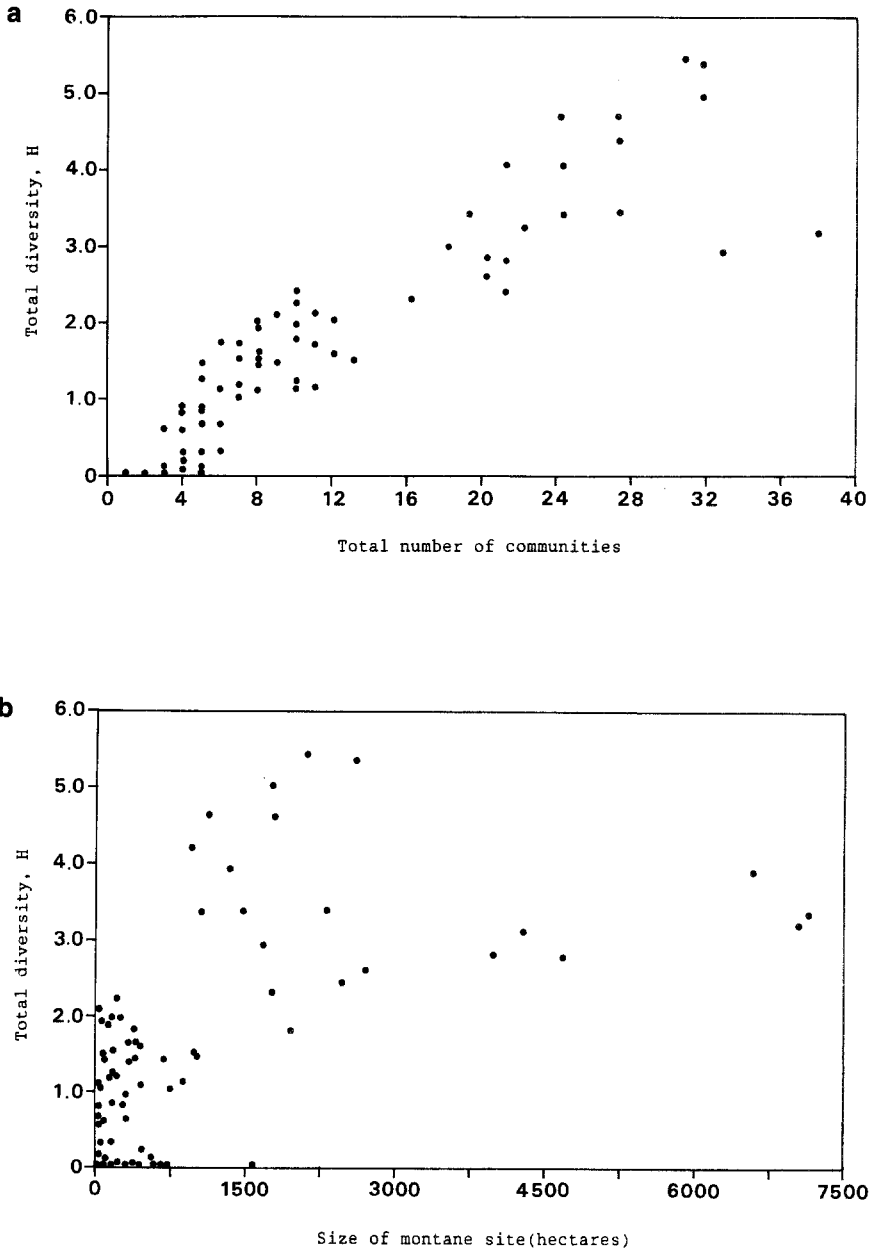 a
6.0
5.0
4.0
3.0
2.0
1.0
0
Total diversity, H
0 4 8 12 16 20 24 28 32 36 40
Total number of communities
b
6.0
5.0
4.0
3.0
2.0
1.0
0
Total diversity, H
0 1500 3000 4500 6000 7500
Size of montane site(hectares)